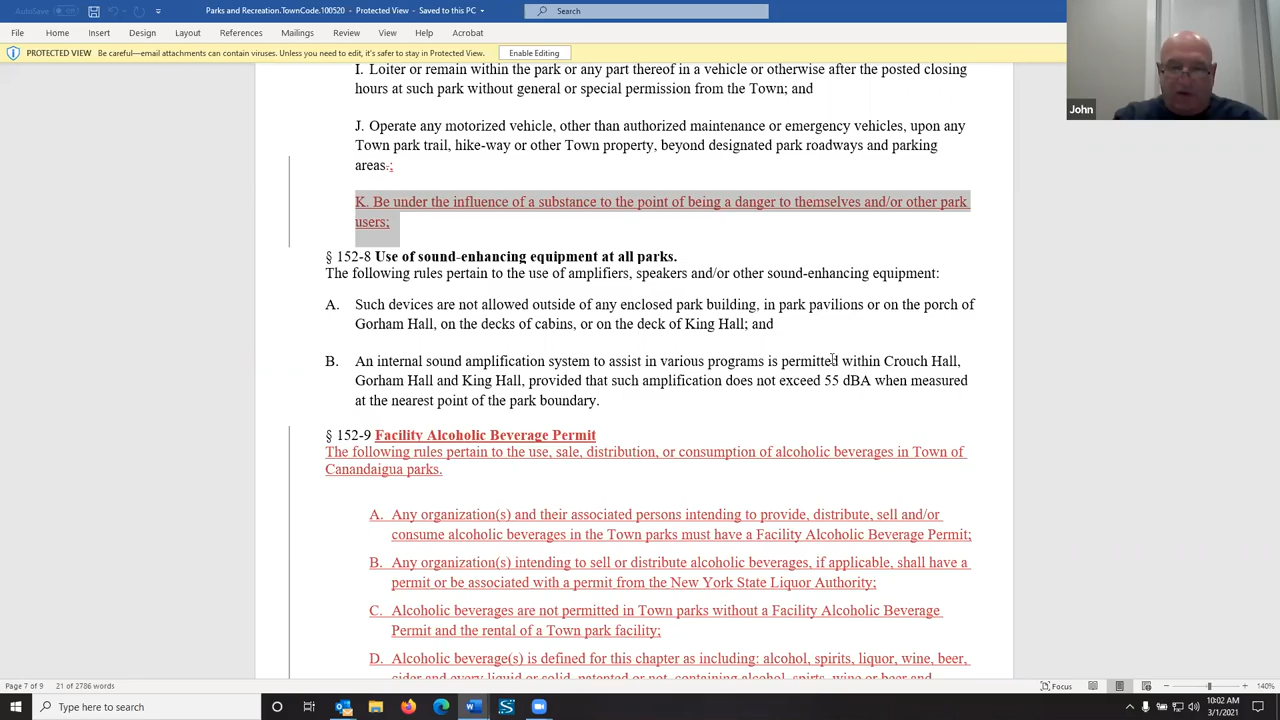 AutoSave Off
Parks and Recreation.TownCode.100520 - Protected View - Saved to this PC
Search
File Home Insert Design Layout References Mailings Review View Help Acrobat
PROTECTED VIEW Be careful—email attachments can contain viruses. Unless you need to edit, it's safer to stay in Protected View. Enable Editing
I. Loiter or remain within the park or any part thereof in a vehicle or otherwise after the posted closing
hours at such park without general or special permission from the Town; and
John
J. Operate any motorized vehicle, other than authorized maintenance or emergency vehicles, upon any
Town park trail, hike-way or other Town property, beyond designated park roadways and parking
areas.;
K. Be under the influence of a substance to the point of being a danger to themselves and/or other park
users;
§ 152-8 Use of sound-enhancing equipment at all parks.
The following rules pertain to the use of amplifiers, speakers and/or other sound-enhancing equipment:
A. Such devices are not allowed outside of any enclosed park building, in park pavilions or on the porch of
Gorham Hall, on the decks of cabins, or on the deck of King Hall; and
B. An internal sound amplification system to assist in various programs is permitted within Crouch Hall,
Gorham Hall and King Hall, provided that such amplification does not exceed 55 dBA when measured
at the nearest point of the park boundary.
§ 152-9 Facility Alcoholic Beverage Permit
The following rules pertain to the use, sale, distribution, or consumption of alcoholic beverages in Town of
Canandaigua parks.
A. Any organization(s) and their associated persons intending to provide, distribute, sell and/or
consume alcoholic beverages in the Town parks must have a Facility Alcoholic Beverage Permit;
B. Any organization(s) intending to sell or distribute alcoholic beverages, if applicable, shall have a
permit or be associated with a permit from the New York State Liquor Authority;
C. Alcoholic beverages are not permitted in Town parks without a Facility Alcoholic Beverage
Permit and the rental of a Town park facility;
D. Alcoholic beverage(s) is defined for this chapter as including: alcohol, spirits, liquor, wine, beer,
cider and every liquid or solid, patented or not, containing alcohol, spirts, wine or beer and
Page 7 of 9 21 of 2786 words
Focus
140%
Type here to search
10:02 AM
3/1/2021